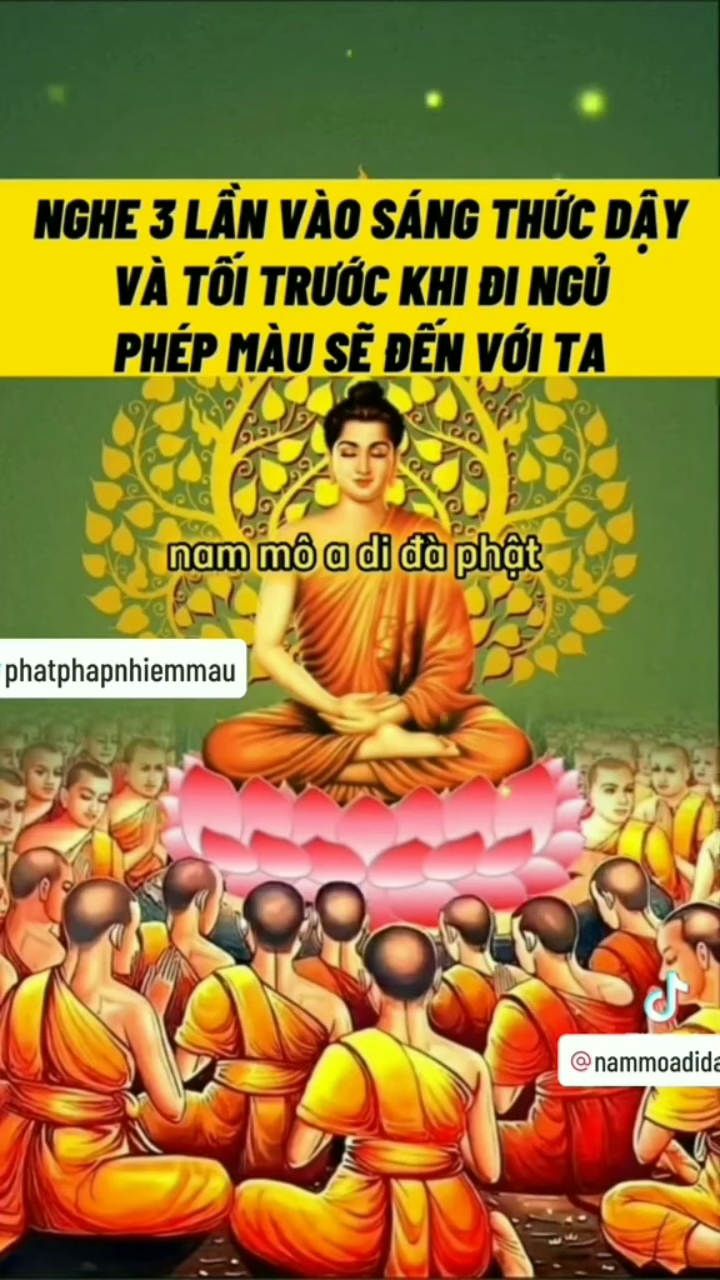 NGHE 3 LẦN VÀO SÁNG THỨC DẬY
VÀ TỐI TRƯỚC KHI ĐI NGỦ
PHÉP MÀU SẼ ĐẾN VỚI TA
nam mô a di đà phật
phatphapnhiemmau
@nammoadida